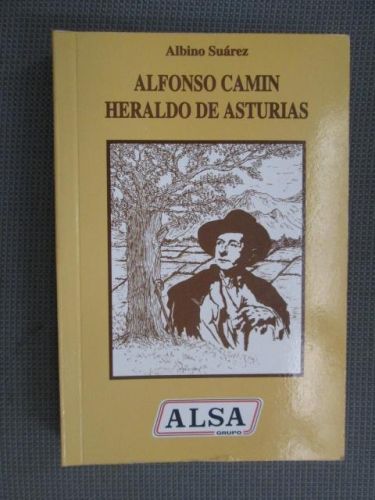 Albino Suárez
ALFONSO CAMIN
HERALDO DE ASTURIAS
ALSA
GRUPO